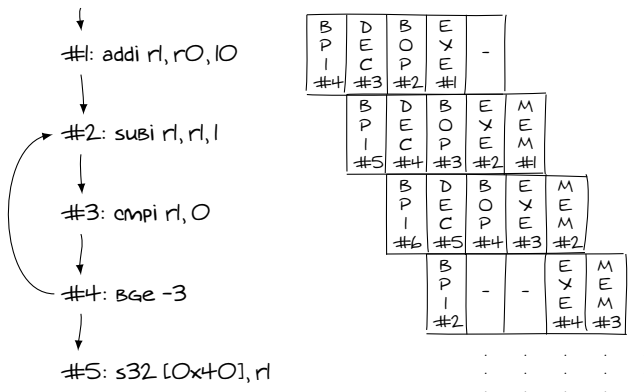 #1: addi r1, r0, 10
#2: subi r1, r1, 1
#3: cmpi r1, 0
#4: bge -3
#5: s32 [0x40], r1
B D B E
P E O X -
I C P E
#4 #3 #2 #1
B D B E M
P E O X E
I C P E M
#5 #4 #3 #2 #1
B D B E M
P E O X E
I C P E M
#6 #5 #4 #3 #2
B E M
P - - X E
I E M
#2 #4 #3